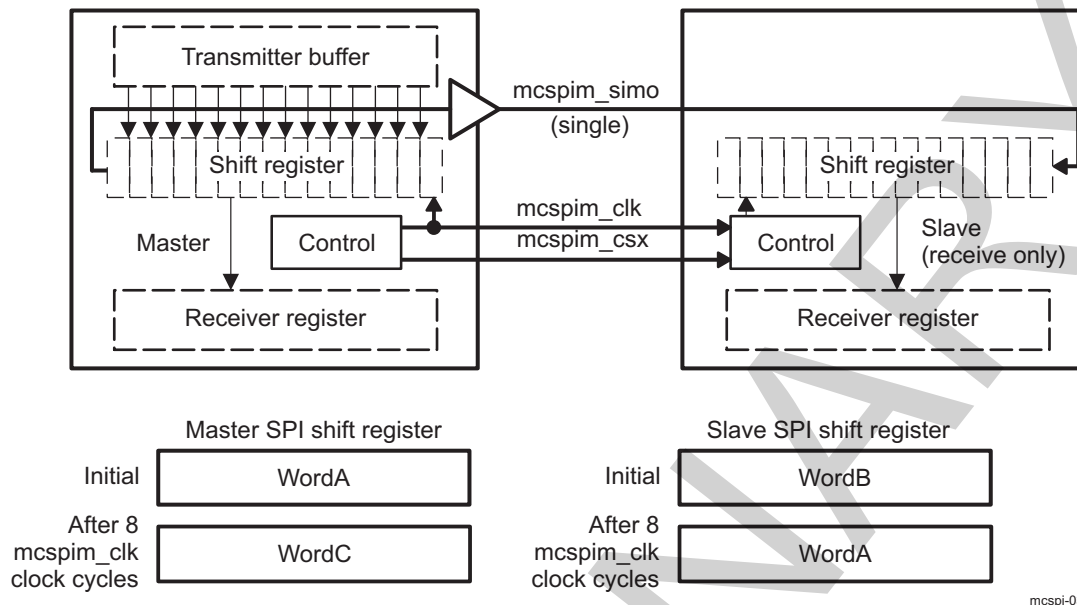 Transmitter buffer
mcspim_simo
(single)
Shift register
Shift register
mcspim_clk
Master
Control
mcspim_csx
Control
Slave
(receive only)
Receiver register
Receiver register
Master SPI shift register
Slave SPI shift register
Initial
WordA
Initial
WordB
After 8
mcspim_clk
clock cycles
WordC
After 8
mcspim_clk
clock cycles
WordA
mcspi-0
NARY